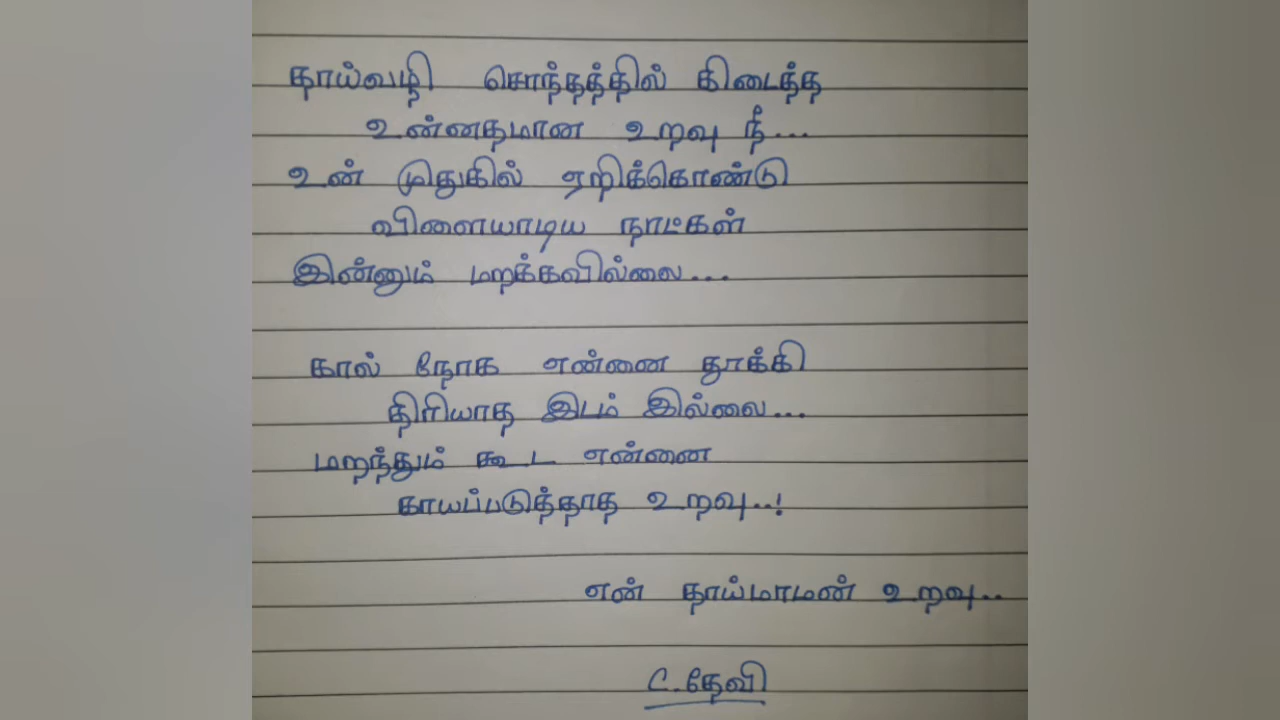 தாய்வழி சொந்தத்தில் கிடைத்த
உன்னதமான உறவு நீ...
உன் முதுகில் ஏறிக்கொண்டு
விளையாடிய நாட்கள்
இன்னும் மறக்கவில்லை...
கால் நோக என்னை தூக்கி
திரியாத இடம் இல்லை...
மறந்தும் கூட என்னை
காயப்படுத்தாத உறவு..!
என் தாய்மாமன் உறவு..
C.தேவி